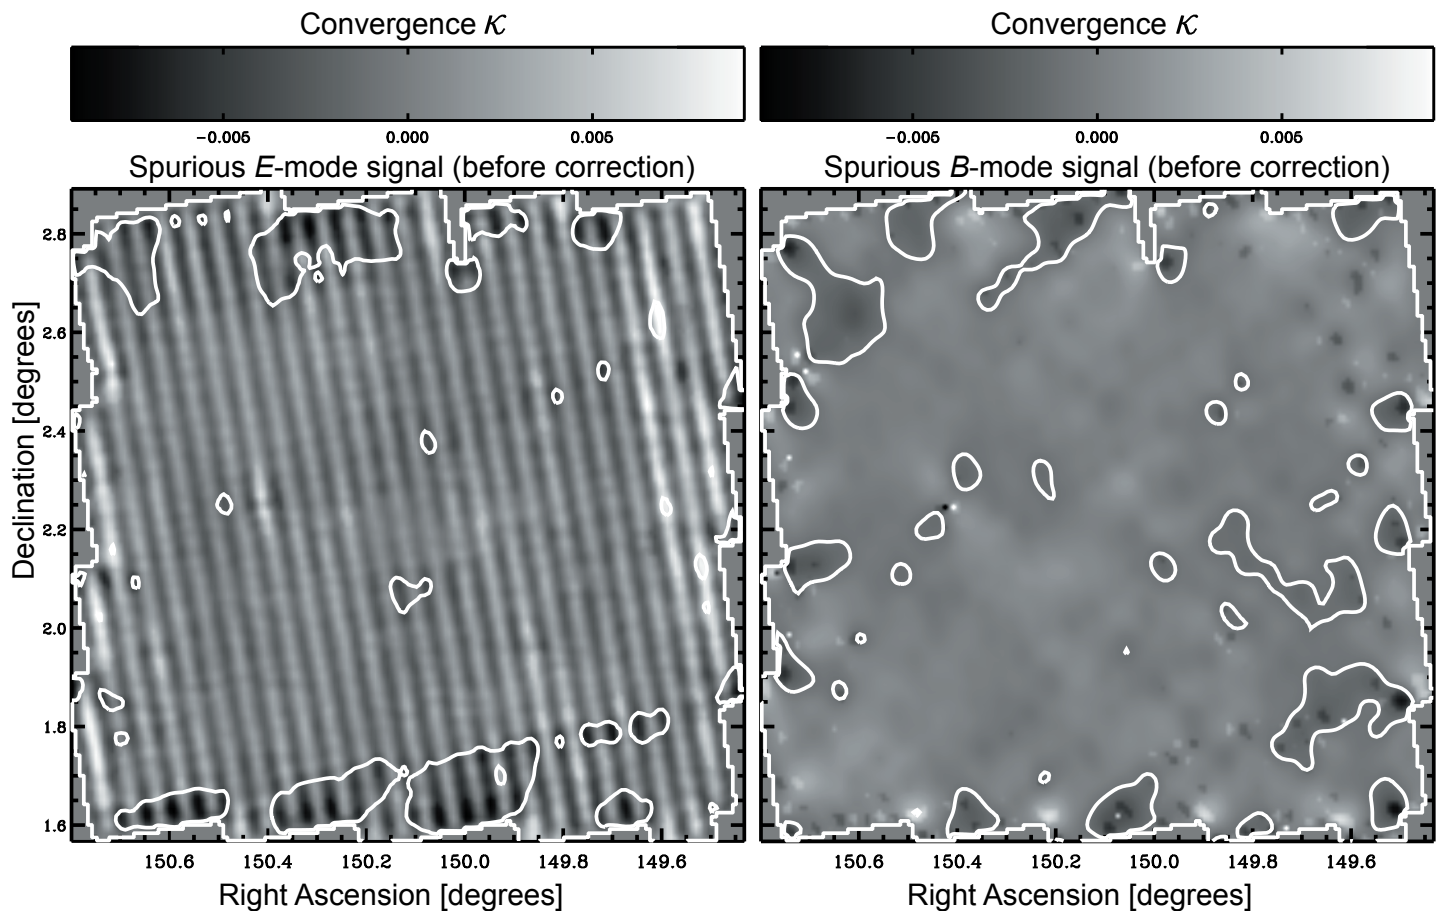 Convergence κ
Convergence κ
−0.005 0.000 0.005
−0.005 0.000 0.005
Spurious E-mode signal (before correction)
Spurious B-mode signal (before correction)
Declination [degrees]
2.8
2.6
2.4
2.2
2.0
1.8
1.6
150.6 150.4 150.2 150.0 149.8 149.6
150.6 150.4 150.2 150.0 149.8 149.6
Right Ascension [degrees]
Right Ascension [degrees]